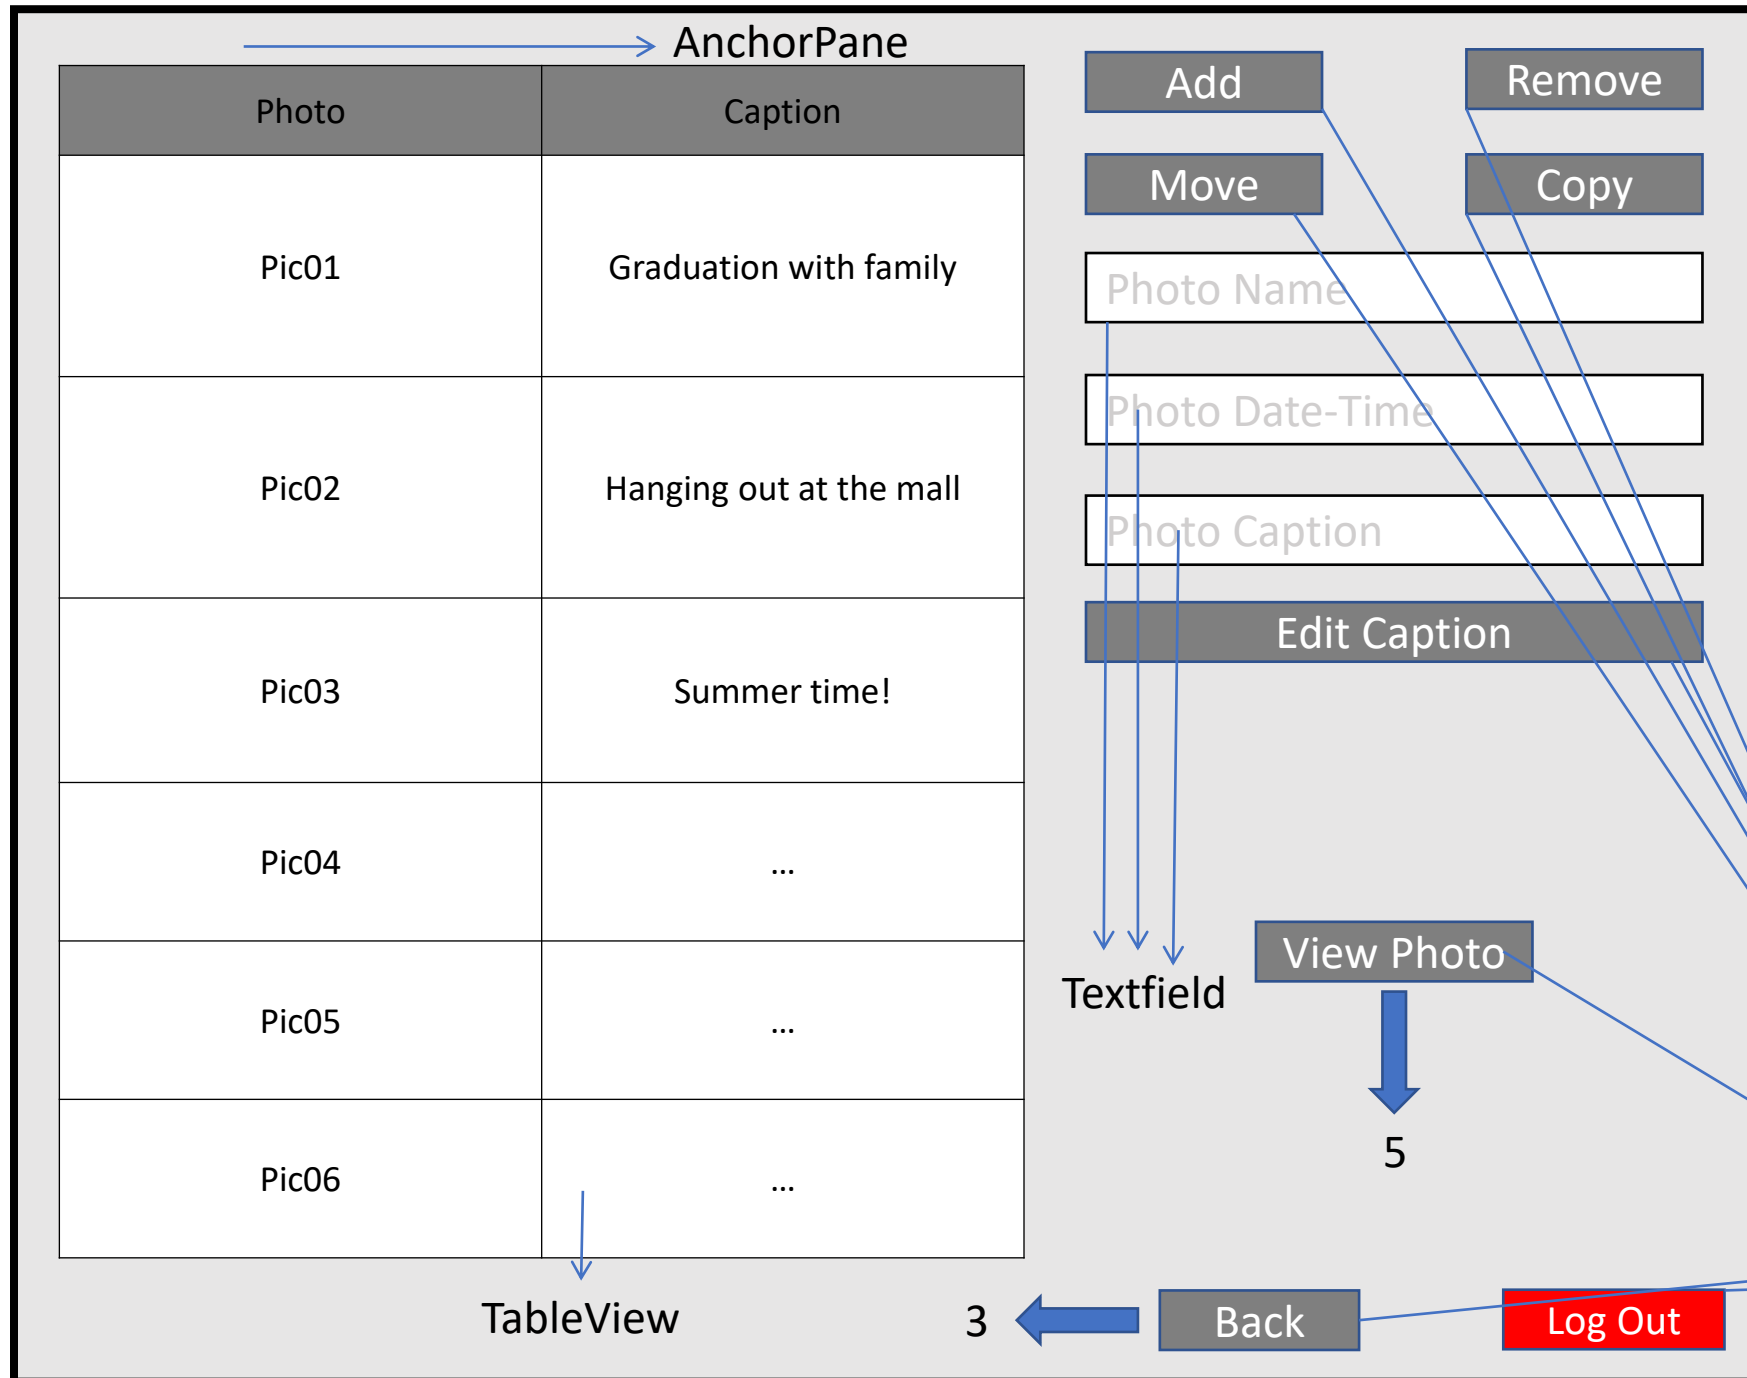 AnchorPane
Photo Caption
Pic01 Graduation with family
Pic02 Hanging out at the mall
Pic03 Summer time!
Pic04 ...
Pic05 ...
Pic06 ...
TableView
Add Remove
Move Copy
Photo Name
Photo Date-Time
Photo Caption
Edit Caption
Textfield
View Photo
5
3 Back Log Out